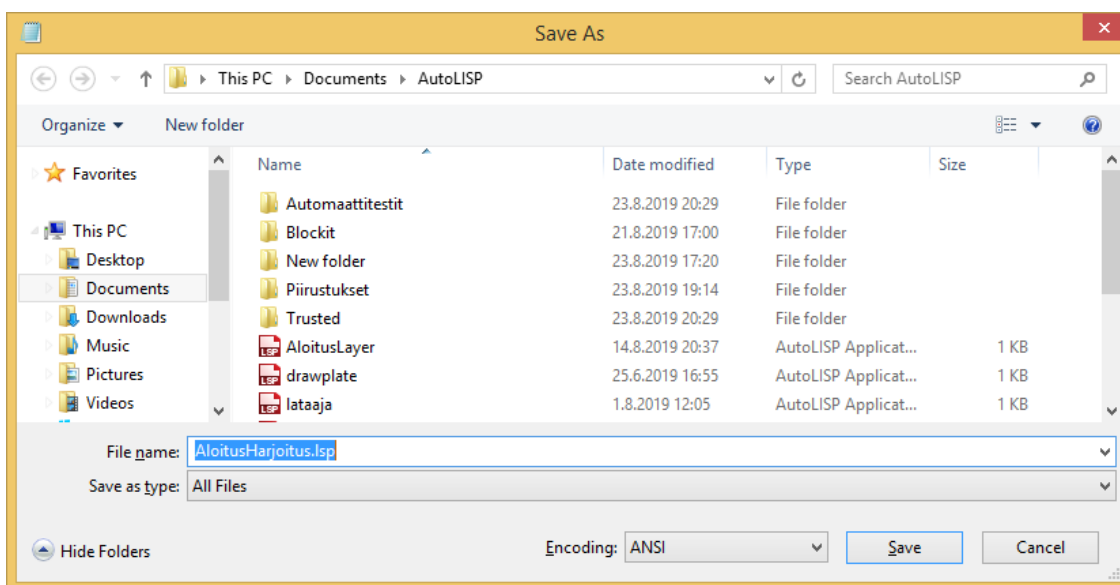 Save As
This PC Documents AutoLISP Search AutoLISP
Organize New folder
Name Date modified Type Size
Favorites
This PC
Desktop
Documents
Downloads
Music
Pictures
Videos
Automaattitestit 23.8.2019 20:29 File folder
Blockit 21.8.2019 17:00 File folder
New folder 23.8.2019 17:20 File folder
Piirustukset 23.8.2019 19:14 File folder
Trusted 23.8.2019 20:29 File folder
LSP AloitusLayer 14.8.2019 20:37 AutoLISP Applicat... 1 KB
LSP drawplate 25.6.2019 16:55 AutoLISP Applicat... 1 KB
LSP lataaja 1.8.2019 12:05 AutoLISP Applicat... 1 KB
File name: AloitusHarjoitus.lsp
Save as type: All Files
Hide Folders Encoding: ANSI Save Cancel